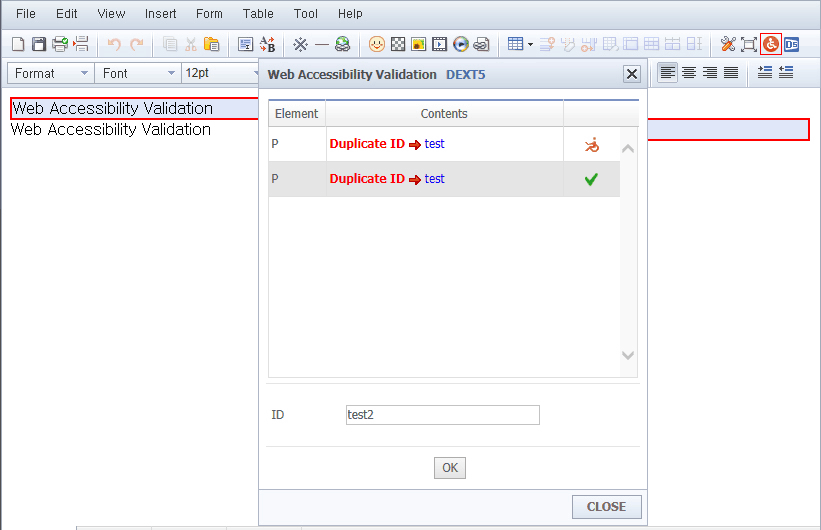 File Edit View Insert Form Table Tool Help
A B
D5
Format Font 12pt
Web Accessibility Validation DEXT5
Web Accessibility Validation
Web Accessibility Validation
Element Contents
P Duplicate ID test
P Duplicate ID test
ID test2
OK
CLOSE